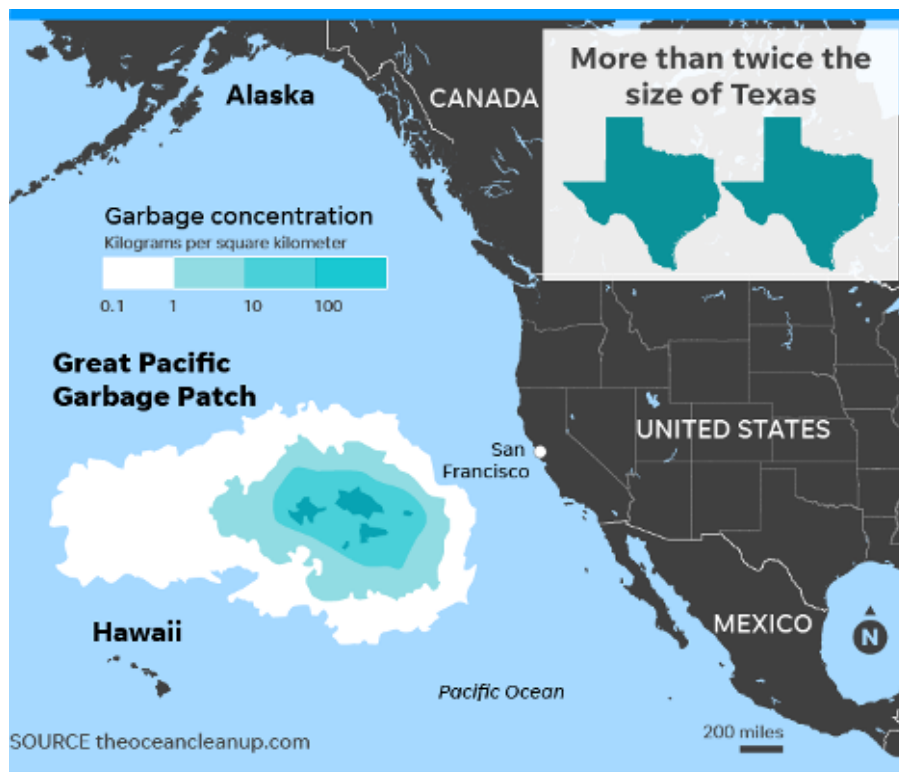 More than twice the
size of Texas
Alaska
CANADA
Garbage concentration
Kilograms per square kilometer
0.1 1 10 100
Great Pacific
Garbage Patch
San
Francisco
UNITED STATES
Hawaii
MEXICO
N
Pacific Ocean
200 miles
SOURCE theoceancleanup.com